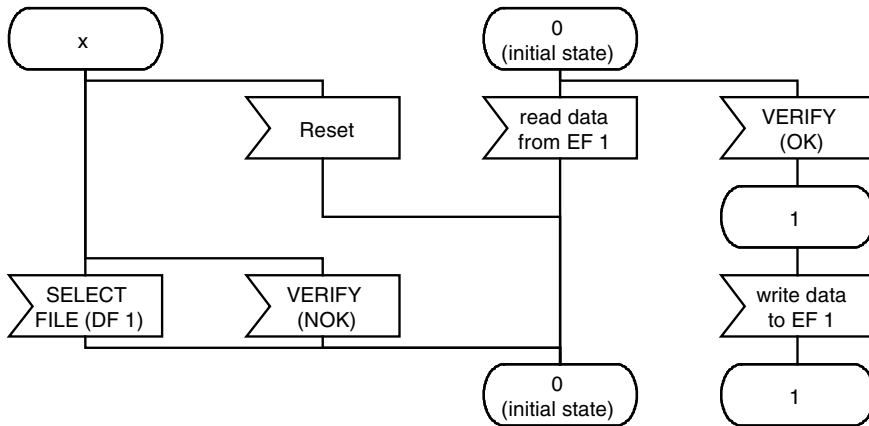 x
0
(initial state)
Reset
read data
from EF 1
VERIFY
(OK)
1
SELECT
FILE (DF 1)
VERIFY
(NOK)
write data
to EF 1
0
(initial state)
1